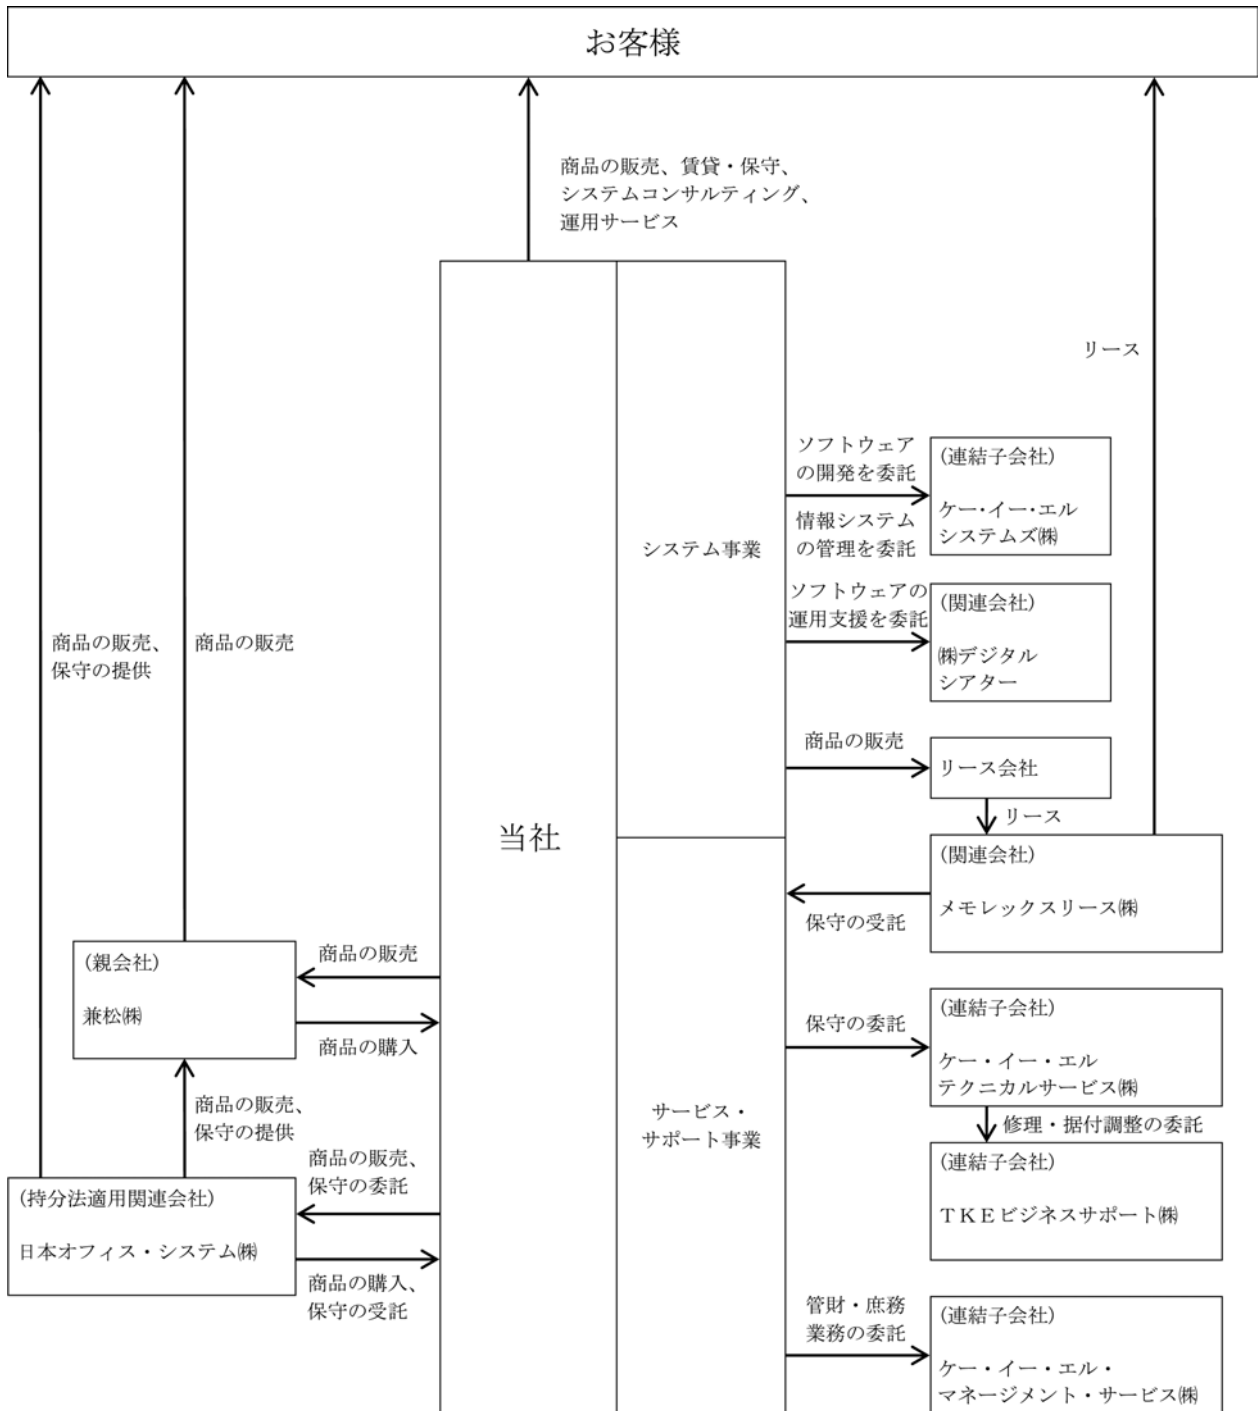 お客様
商品の販売、賃貸・保守、
システムコンサルティング、
運用サービス
リース
ソフトウェア
の開発を委託
情報システム
の管理を委託
(連結子会社)
ケー・イー・エル
システムズ㈱
システム事業
ソフトウェアの
運用支援を委託
(関連会社)
㈱デジタル
シアター
商品の販売、
保守の提供
商品の販売
商品の販売
リース会社
リース
当社
(関連会社)
メモレックスリース㈱
保守の受託
(親会社)
兼松㈱
商品の販売
商品の購入
保守の委託
(連結子会社)
ケー・イー・エル
テクニカルサービス㈱
修理・据付調整の委託
サービス・
サポート事業
商品の販売、
保守の提供
(連結子会社)
ＴＫＥビジネスサポート㈱
(持分法適用関連会社)
日本オフィス・システム㈱
商品の販売、
保守の委託
商品の購入、
保守の受託
管財・庶務
業務の委託
(連結子会社)
ケー・イー・エル・
マネージメント・サービス㈱